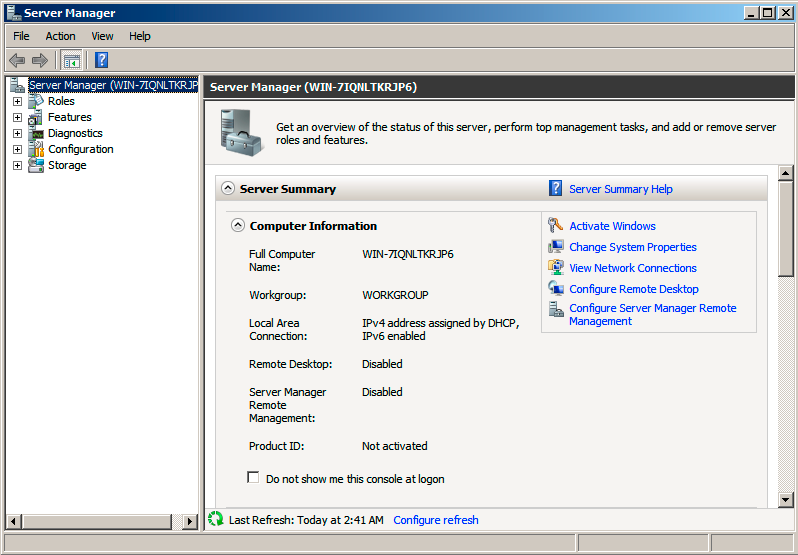 Server Manager
File Action View Help
Server Manager (WIN-7IQNLTKRJP
Roles
Features
Diagnostics
Configuration
Storage
Server Manager (WIN-7IQNLTKRJP6)
Get an overview of the status of this server, perform top management tasks, and add or remove server
roles and features.
Server Summary
Server Summary Help
Computer Information
Full Computer
Name:
WIN-7IQNLTKRJP6
Workgroup:
WORKGROUP
Local Area
Connection:
IPv4 address assigned by DHCP,
IPv6 enabled
Remote Desktop:
Disabled
Server Manager
Remote
Management:
Disabled
Product ID:
Not activated
Do not show me this console at logon
Activate Windows
Change System Properties
View Network Connections
Configure Remote Desktop
Configure Server Manager Remote
Management
Last Refresh: Today at 2:41 AM Configure refresh